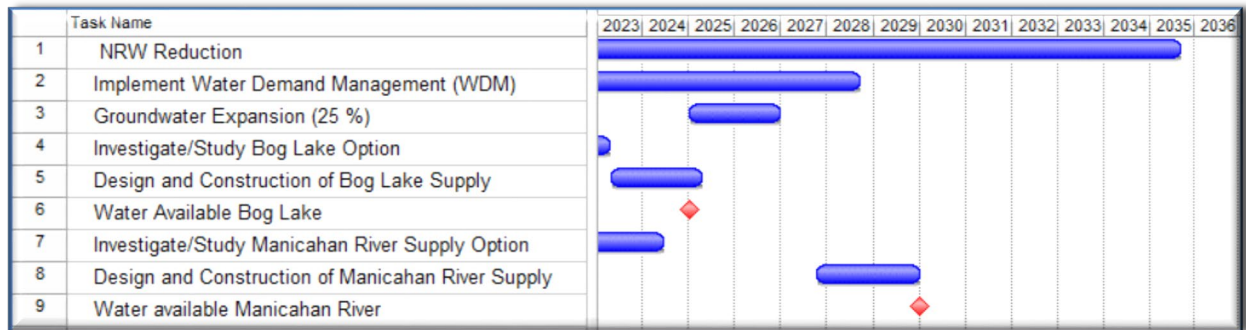 Task Name 2023 2024 2025 2026 2027 2028 2029 2030 2031 2032 2033 2034 2035 2036
1 NRW Reduction
2 Implement Water Demand Management (WDM)
3 Groundwater Expansion (25 %)
4 Investigate/Study Bog Lake Option
5 Design and Construction of Bog Lake Supply
6 Water Available Bog Lake
7 Investigate/Study Manicahan River Supply Option
8 Design and Construction of Manicahan River Supply
9 Water available Manicahan River